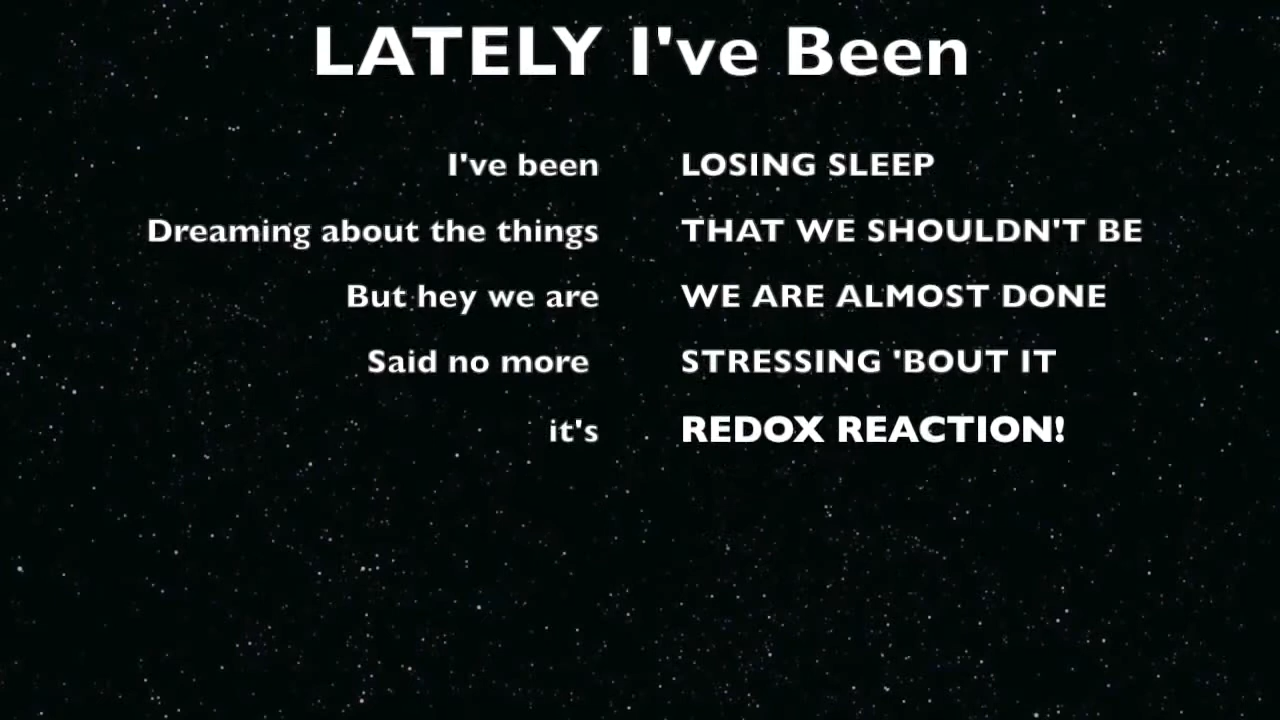 LATELY I've Been
I've been LOSING SLEEP
Dreaming about the things THAT WE SHOULDN'T BE
But hey we are WE ARE ALMOST DONE
Said no more STRESSING 'BOUT IT
it's REDOX REACTION!